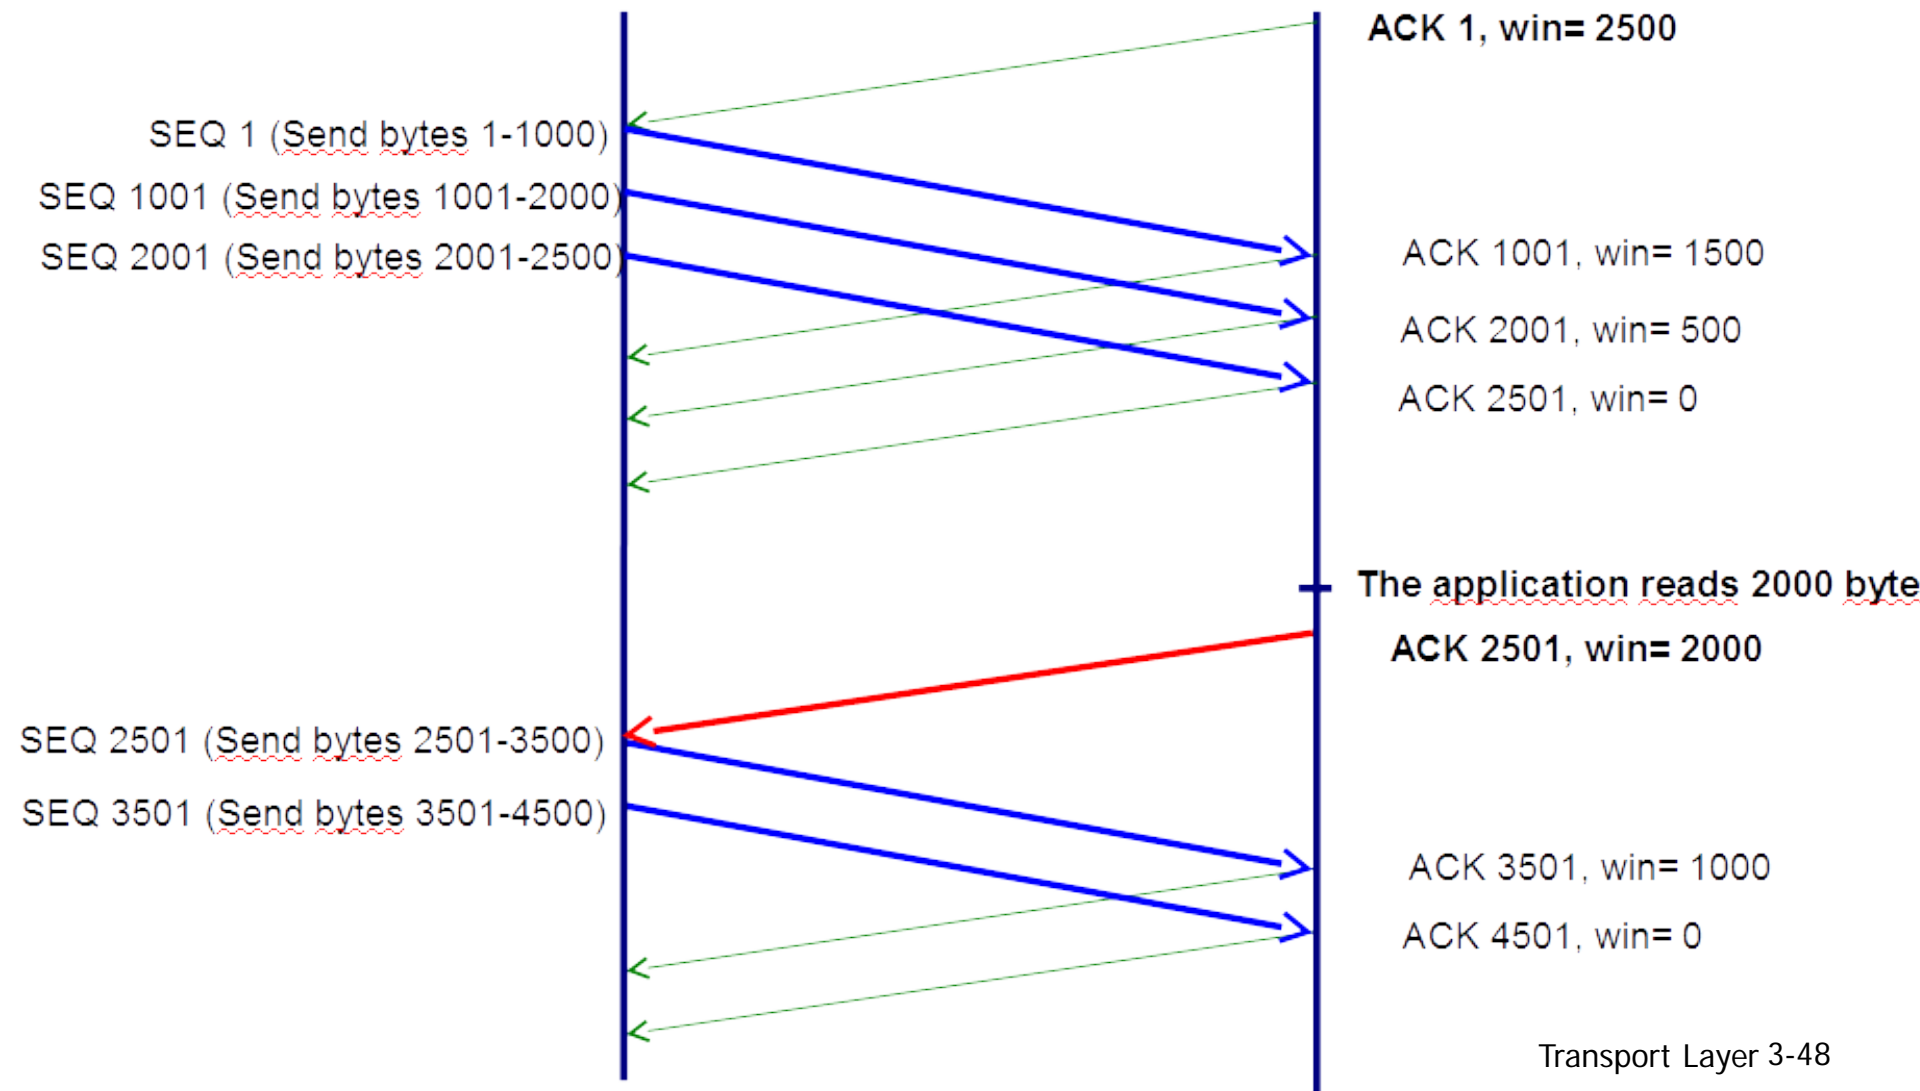 ACK 1, win= 2500
SEQ 1 (Send bytes 1-1000)
SEQ 1001 (Send bytes 1001-2000)
SEQ 2001 (Send bytes 2001-2500)
ACK 1001, win= 1500
ACK 2001, win= 500
ACK 2501, win= 0
The application reads 2000 byte
ACK 2501, win= 2000
SEQ 2501 (Send bytes 2501-3500)
SEQ 3501 (Send bytes 3501-4500)
ACK 3501, win= 1000
ACK 4501, win= 0
Transport Layer 3-48